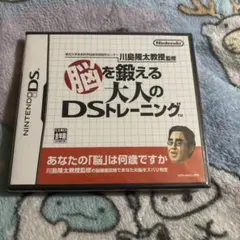 川島隆太教授監修
Nintendo
脳を鍛える
大人の
DSトレーニング™
NINTENDO DS
あなたの「脳」は何歳ですか